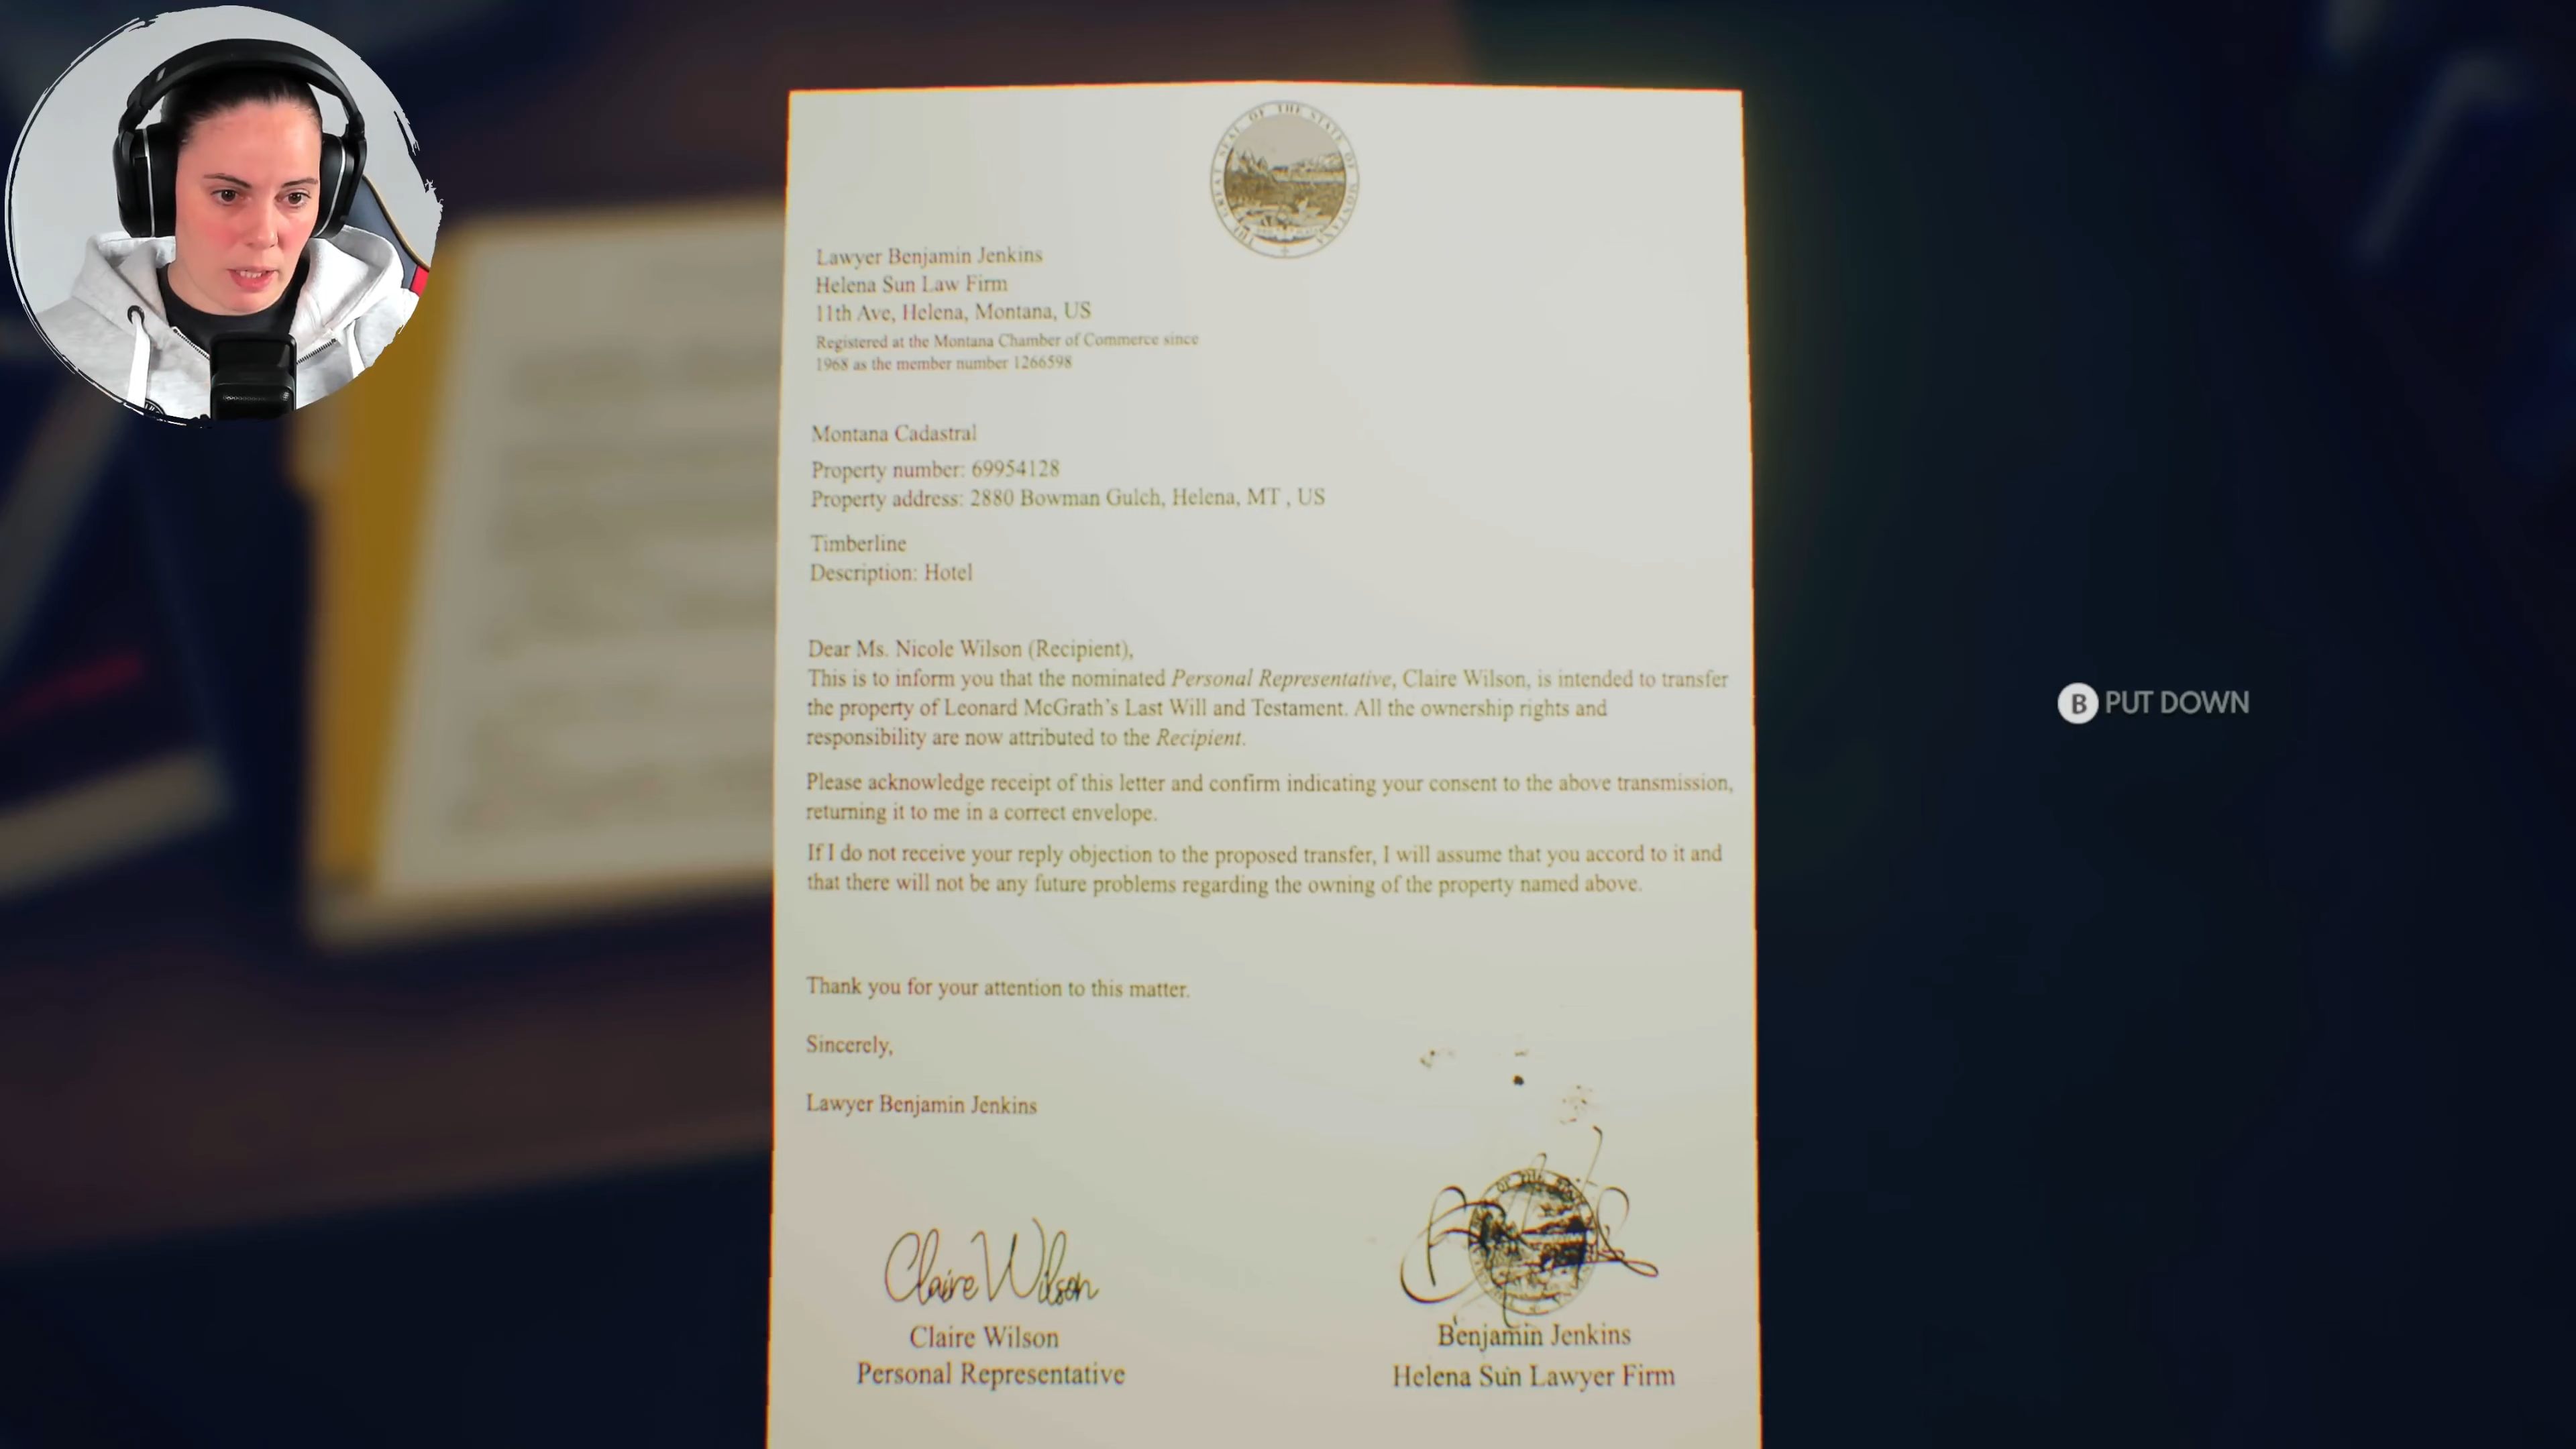 THE GREAT SEAL OF THE STATE OF MONTANA
Lawyer Benjamin Jenkins
Helena Sun Law Firm
11th Ave, Helena, Montana, US
Registered at the Montana Chamber of Commerce since
1968 as the member number 1266598
Montana Cadastral
Property number: 69954128
Property address: 2880 Bowman Gulch, Helena, MT , US
Timberline
Description: Hotel
Dear Ms. Nicole Wilson (Recipient),
This is to inform you that the nominated Personal Representative, Claire Wilson, is intended to transfer
the property of Leonard McGrath's Last Will and Testament. All the ownership rights and
responsibility are now attributed to the Recipient.
Please acknowledge receipt of this letter and confirm indicating your consent to the above transmission,
returning it to me in a correct envelope.
If I do not receive your reply objection to the proposed transfer, I will assume that you accord to it and
that there will not be any future problems regarding the owning of the property named above.
Thank you for your attention to this matter.
Sincerely,
Lawyer Benjamin Jenkins
Claire Wilson
Claire Wilson
Personal Representative
Benjamin Jenkins
Helena Sun Lawyer Firm
B PUT DOWN